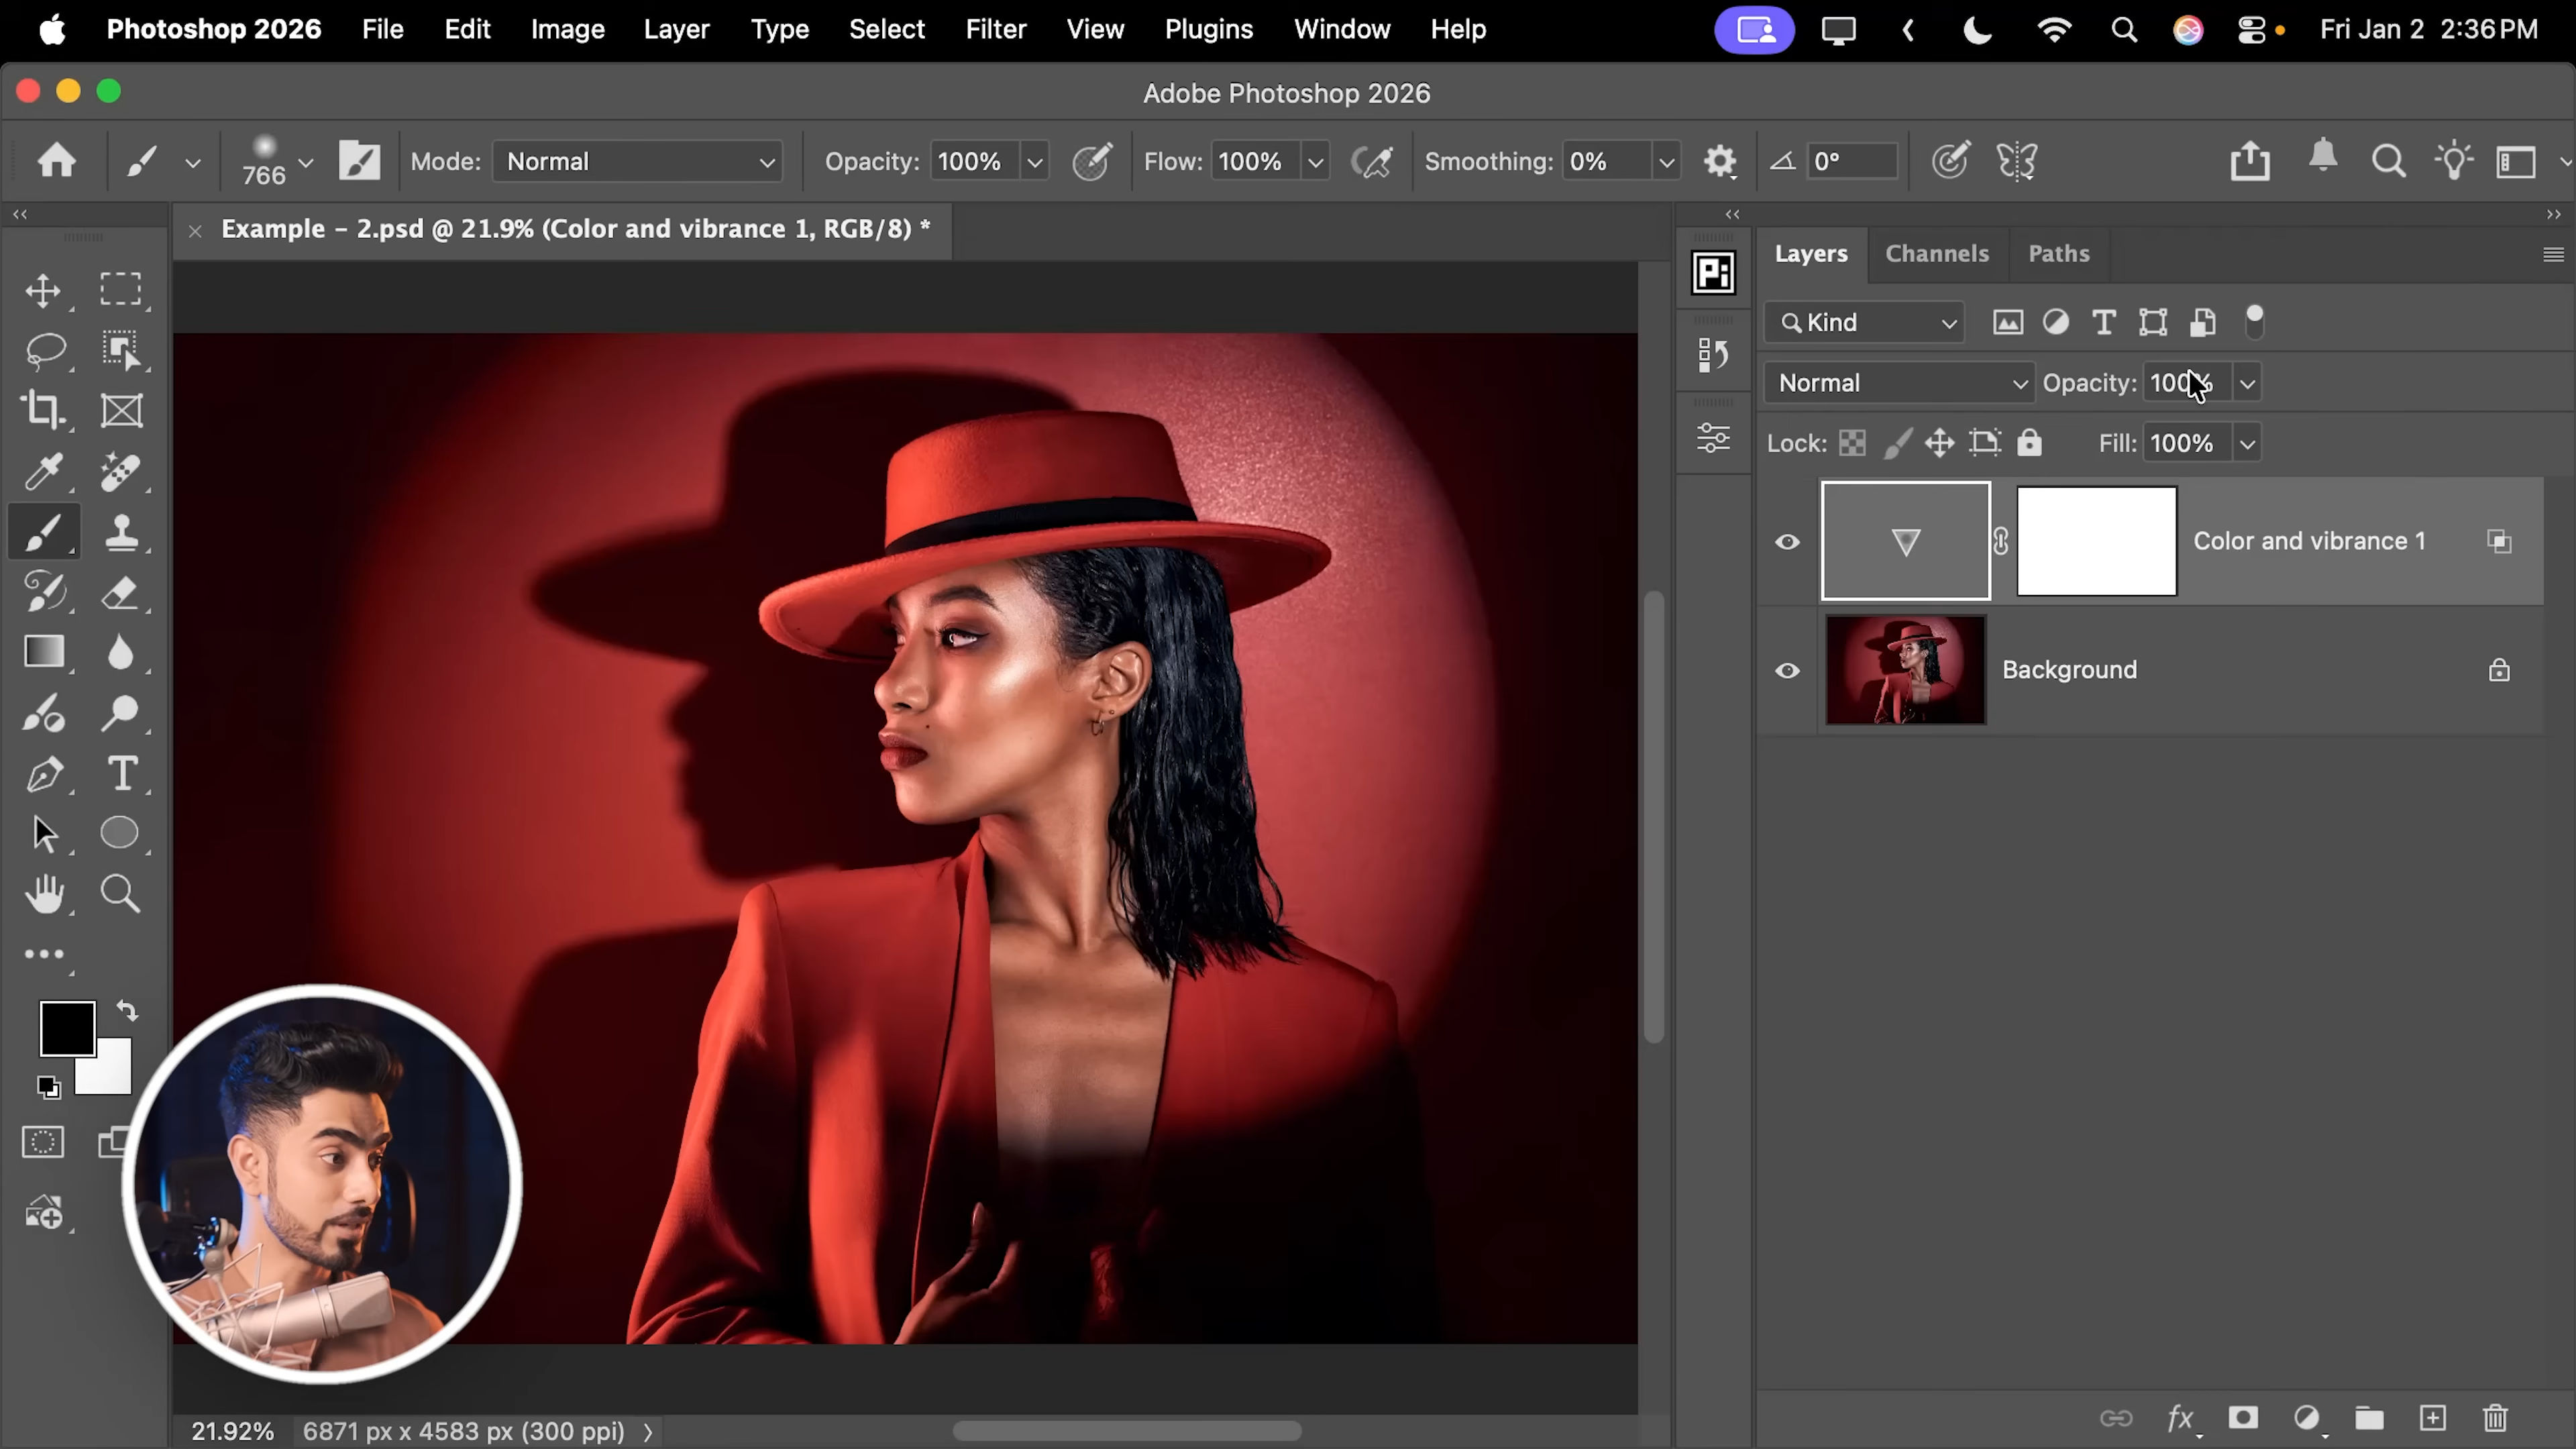 Photoshop 2026 File Edit Image Layer Type Select Filter View Plugins Window Help Fri Jan 2 2:36 PM
Adobe Photoshop 2026
766 Mode: Normal Opacity: 100% Flow: 100% Smoothing: 0% 0°
Example - 2.psd @ 21.9% (Color and vibrance 1, RGB/8) *
Pi
Layers Channels Paths
Kind
Normal Opacity: 100%
Lock: Fill: 100%
Color and vibrance 1
Background
21.92% 6871 px x 4583 px (300 ppi)
fx